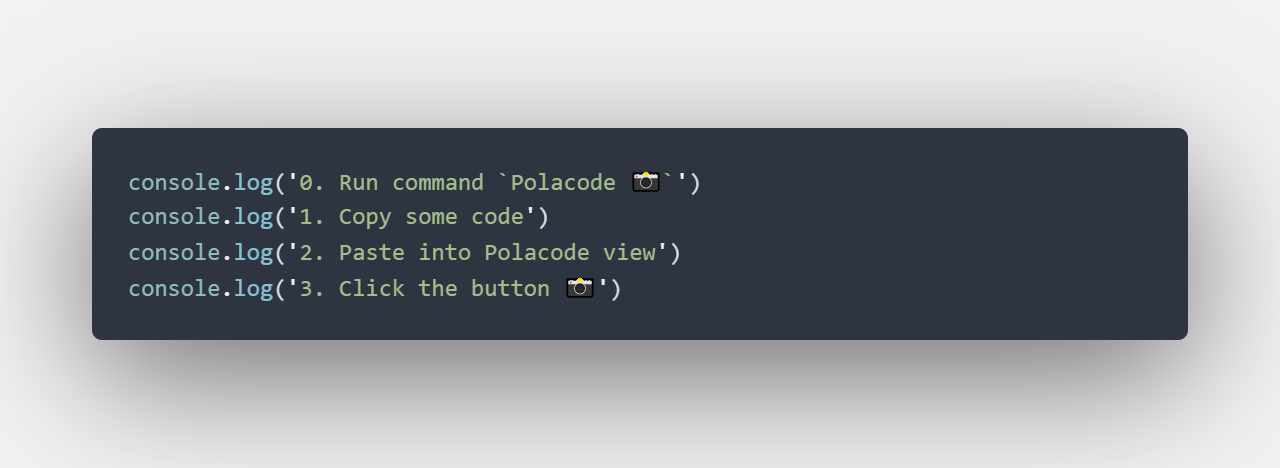 console.log('0. Run command `Polacode 📸`')
console.log('1. Copy some code')
console.log('2. Paste into Polacode view')
console.log('3. Click the button 📸')